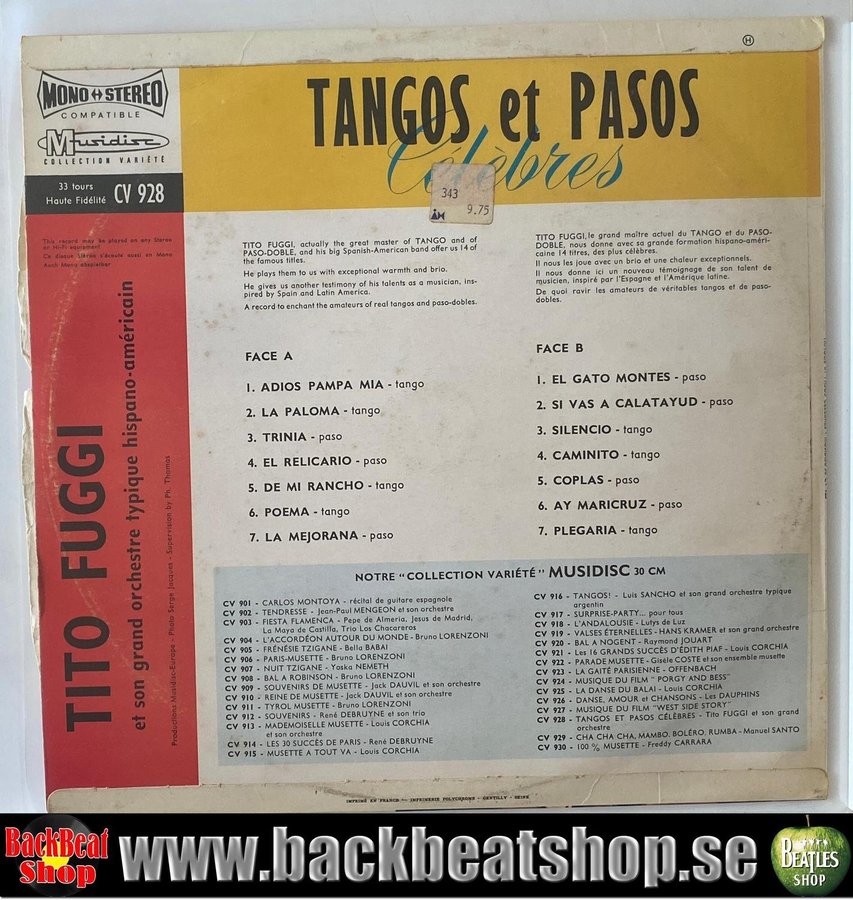 H
MONO ↔ STEREO
COMPATIBLE
Musidisc
COLLECTION VARIÉTÉ
33 tours
Haute Fidélité CV 928
TANGOS et PASOS
Célèbres
343
9.75
This record may be played on any Stereo
or Hi-Fi equipment
Ce disque Stéréo s'écoute aussi en Mono
Auch Mono abspielbar
TITO FUGGI
et son grand orchestre typique hispano-américain
Productions Musidisc-Europe - Photo Serge Jacques - Supervision by Ph. Thomas
TITO FUGGI, actually the great master of TANGO and of
PASO-DOBLE, and his big Spanish-American band offer us 14 of
the famous titles.
He plays them to us with exceptional warmth and brio.
He gives us another testimony of his talents as a musician, ins-
pired by Spain and Latin America.
A record to enchant the amateurs of real tangos and paso-dobles.
TITO FUGGI, le grand maître actuel du TANGO et du PASO-
DOBLE, nous donne avec sa grande formation hispano-améri-
caine 14 titres, des plus célèbres.
Il nous les joue avec un brio et une chaleur exceptionnels.
Il nous donne ici un nouveau témoignage de son talent de
musicien, inspiré par l'Espagne et l'Amérique latine.
De quoi ravir les amateurs de véritables tangos et de paso-
dobles.
FACE A
1. ADIOS PAMPA MIA - tango
2. LA PALOMA - tango
3. TRINIA - paso
4. EL RELICARIO - paso
5. DE MI RANCHO - tango
6. POEMA - tango
7. LA MEJORANA - paso
FACE B
1. EL GATO MONTES - paso
2. SI VAS A CALATAYUD - paso
3. SILENCIO - tango
4. CAMINITO - tango
5. COPLAS - paso
6. AY MARICRUZ - paso
7. PLEGARIA - tango
NOTRE "COLLECTION VARIÉTÉ" MUSIDISC 30 CM
CV 901 - CARLOS MONTOYA - récital de guitare espagnole
CV 902 - TENDRESSE - Jean-Paul MENGEON et son orchestre
CV 903 - FIESTA FLAMENCA - Pepe de Almeria, Jesus de Madrid,
La Maya de Castilla, Trio Los Chacareros
CV 904 - L'ACCORDÉON AUTOUR DU MONDE - Bruno LORENZONI
CV 905 - FRÉNÉSIE TZIGANE - Bella BABAI
CV 906 - PARIS-MUSETTE - Bruno LORENZONI
CV 907 - NUIT TZIGANE - Yoska NEMETH
CV 908 - BAL A ROBINSON - Bruno LORENZONI
CV 909 - SOUVENIRS DE MUSETTE - Jack DAUVIL et son orchestre
CV 910 - REINE DE MUSETTE - Jack DAUVIL et son orchestre
CV 911 - TYROL MUSETTE - Bruno LORENZONI
CV 912 - SOUVENIRS - René DEBRUYNE et son trio
CV 913 - MADEMOISELLE MUSETTE - Louis CORCHIA
et son orchestre
CV 914 - LES 30 SUCCÈS DE PARIS - René DEBRUYNE
CV 915 - MUSETTE A TOUT VA - Louis CORCHIA
CV 916 - TANGOS! - Luis SANCHO et son grand orchestre typique
argentin
CV 917 - SURPRISE-PARTY... pour tous
CV 918 - L'ANDALOUSIE - Lutys de Luz
CV 919 - VALSES ÉTERNELLES - HANS KRAMER et son grand orchestre
CV 920 - BAL A NOGENT - Raymond JOUART
CV 921 - Les 16 GRANDS SUCCÈS D'ÉDITH PIAF - Louis CORCHIA
CV 922 - PARADE MUSETTE - Gisèle COSTE et son ensemble musette
CV 923 - LA GAITÉ PARISIENNE - OFFENBACH
CV 924 - MUSIQUE DU FILM " PORGY AND BESS"
CV 925 - LA DANSE DU BALAI - Louis CORCHIA
CV 926 - DANSE, AMOUR et CHANSONS - Les DAUPHINS
CV 927 - MUSIQUE DU FILM "WEST SIDE STORY"
CV 928 - TANGOS ET PASOS CÉLÈBRES - Tito FUGGI et son grand
orchestre
CV 929 - CHA CHA CHA, MAMBO, BOLÉRO, RUMBA - Manuel SANTO
CV 930 - 100 % MUSETTE - Freddy CARRARA
IMPRIMÉ EN FRANCE - IMPRIMERIE POLYCHROME - GENTILLY - SEINE
BackBeat
Shop
www.backbeatshop.se
BEATLES
SHOP